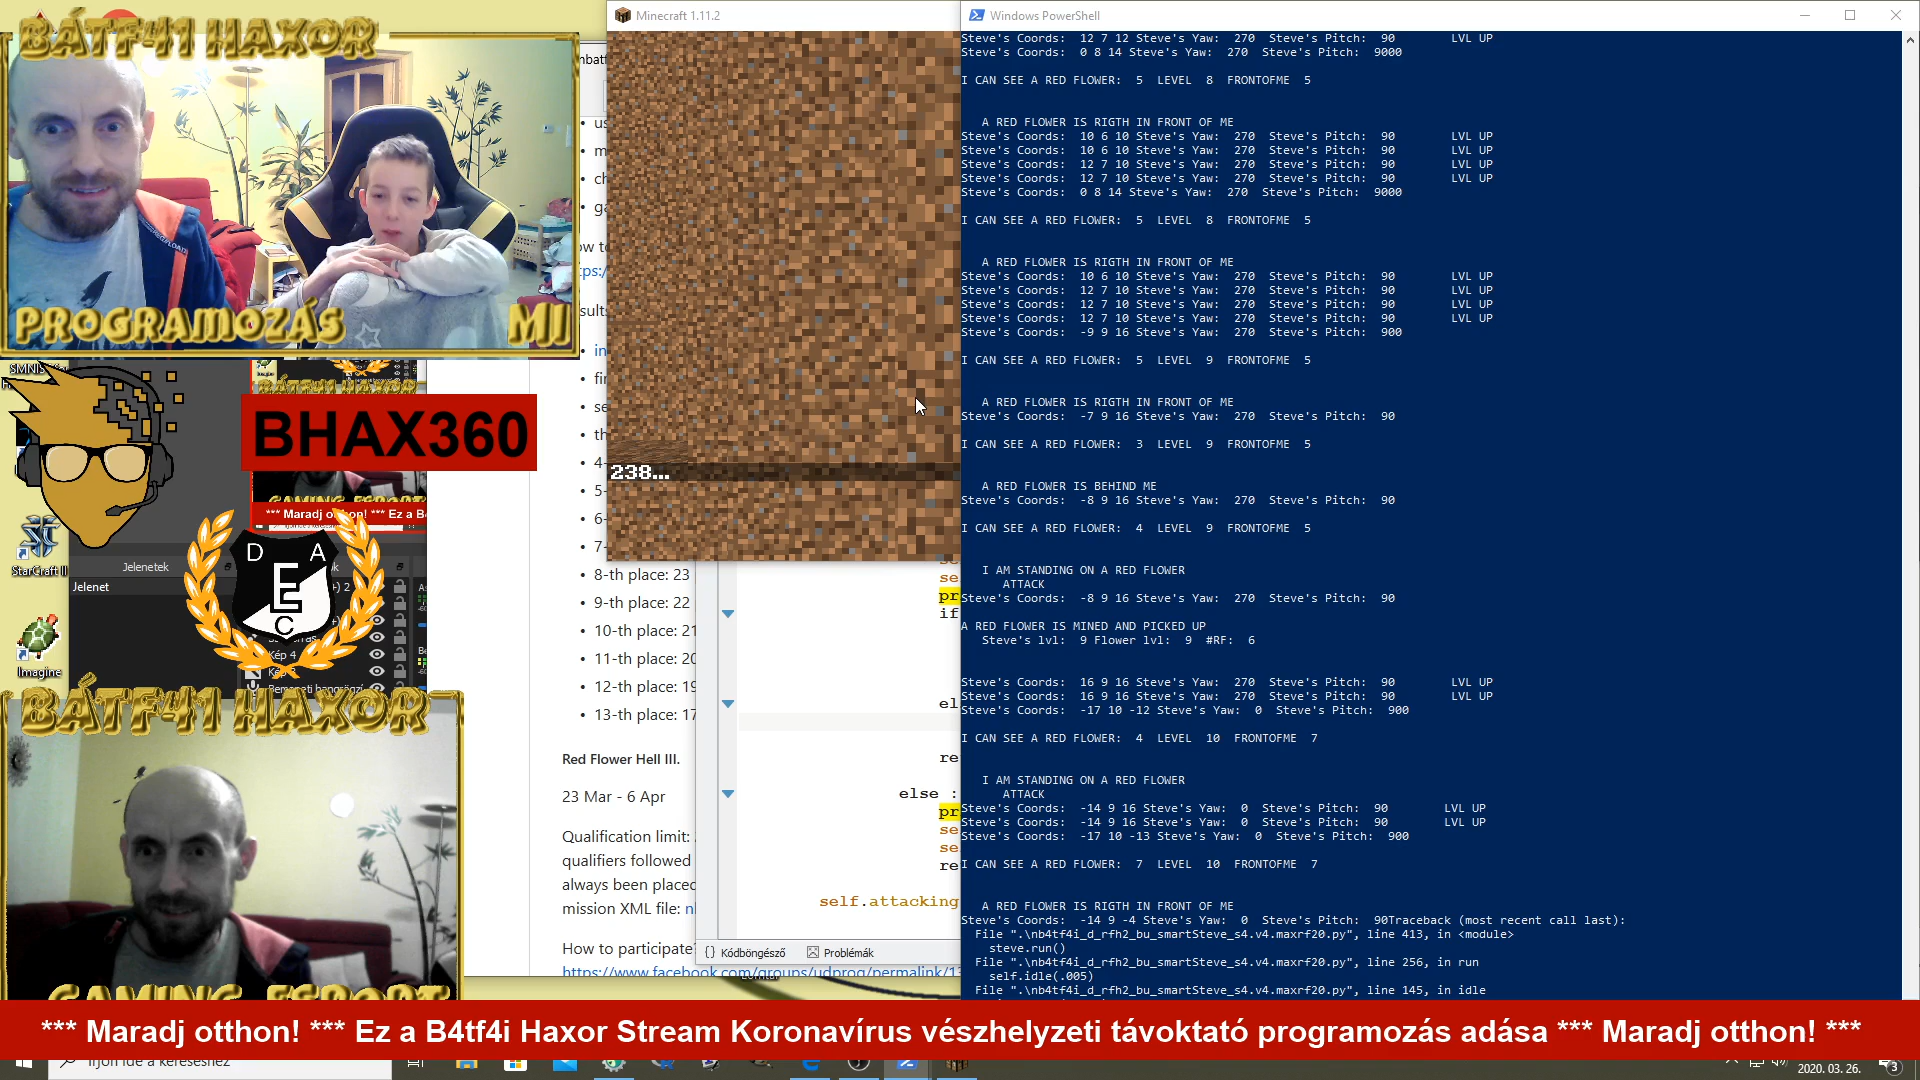 BÁTF41 HAXOR
PROGRAMOZÁS
MI
BHAX360
*** Maradj otthon! *** Ez a B4
StarCraft II
Jelenetek
Jelenet
D A
E
C
Kép 4
Imagine
BÁTF41 HAXOR
GAMING ESPORT
Minecraft 1.11.2
238...
8-th place: 23
9-th place: 22
10-th place: 21
11-th place: 20
12-th place: 19
13-th place: 17
Red Flower Hell III.
23 Mar - 6 Apr
Qualification limit:
qualifiers followed
always been placed
mission XML file:
How to participate?
https://www.facebook.com/groups/udprog/permalink/13
if
else :
self.attacking
Kódböngésző
Problémák
Windows PowerShell
Steve's Coords: 12 7 12 Steve's Yaw: 270 Steve's Pitch: 90 LVL UP
Steve's Coords: 0 8 14 Steve's Yaw: 270 Steve's Pitch: 9000
I CAN SEE A RED FLOWER: 5 LEVEL 8 FRONTOFME 5
A RED FLOWER IS RIGTH IN FRONT OF ME
Steve's Coords: 10 6 10 Steve's Yaw: 270 Steve's Pitch: 90 LVL UP
Steve's Coords: 10 6 10 Steve's Yaw: 270 Steve's Pitch: 90 LVL UP
Steve's Coords: 12 7 10 Steve's Yaw: 270 Steve's Pitch: 90 LVL UP
Steve's Coords: 12 7 10 Steve's Yaw: 270 Steve's Pitch: 90 LVL UP
Steve's Coords: 0 8 14 Steve's Yaw: 270 Steve's Pitch: 9000
I CAN SEE A RED FLOWER: 5 LEVEL 8 FRONTOFME 5
A RED FLOWER IS RIGTH IN FRONT OF ME
Steve's Coords: 10 6 10 Steve's Yaw: 270 Steve's Pitch: 90 LVL UP
Steve's Coords: 12 7 10 Steve's Yaw: 270 Steve's Pitch: 90 LVL UP
Steve's Coords: 12 7 10 Steve's Yaw: 270 Steve's Pitch: 90 LVL UP
Steve's Coords: 12 7 10 Steve's Yaw: 270 Steve's Pitch: 90 LVL UP
Steve's Coords: -9 9 16 Steve's Yaw: 270 Steve's Pitch: 900
I CAN SEE A RED FLOWER: 5 LEVEL 9 FRONTOFME 5
A RED FLOWER IS RIGTH IN FRONT OF ME
Steve's Coords: -7 9 16 Steve's Yaw: 270 Steve's Pitch: 90
I CAN SEE A RED FLOWER: 3 LEVEL 9 FRONTOFME 5
A RED FLOWER IS BEHIND ME
Steve's Coords: -8 9 16 Steve's Yaw: 270 Steve's Pitch: 90
I CAN SEE A RED FLOWER: 4 LEVEL 9 FRONTOFME 5
I AM STANDING ON A RED FLOWER
ATTACK
Steve's Coords: -8 9 16 Steve's Yaw: 270 Steve's Pitch: 90
A RED FLOWER IS MINED AND PICKED UP
Steve's lvl: 9 Flower lvl: 9 #RF: 6
Steve's Coords: 16 9 16 Steve's Yaw: 270 Steve's Pitch: 90 LVL UP
Steve's Coords: 16 9 16 Steve's Yaw: 270 Steve's Pitch: 90 LVL UP
Steve's Coords: -17 10 -12 Steve's Yaw: 0 Steve's Pitch: 900
I CAN SEE A RED FLOWER: 4 LEVEL 10 FRONTOFME 7
I AM STANDING ON A RED FLOWER
ATTACK
Steve's Coords: -14 9 16 Steve's Yaw: 0 Steve's Pitch: 90 LVL UP
Steve's Coords: -14 9 16 Steve's Yaw: 0 Steve's Pitch: 90 LVL UP
Steve's Coords: -17 10 -13 Steve's Yaw: 0 Steve's Pitch: 900
I CAN SEE A RED FLOWER: 7 LEVEL 10 FRONTOFME 7
A RED FLOWER IS RIGTH IN FRONT OF ME
Steve's Coords: -14 9 -4 Steve's Yaw: 0 Steve's Pitch: 90Traceback (most recent call last):
File ".\nb4tf4i_d_rfh2_bu_smartSteve_s4.v4.maxrf20.py", line 413, in <module>
steve.run()
File ".\nb4tf4i_d_rfh2_bu_smartSteve_s4.v4.maxrf20.py", line 256, in run
self.idle(.005)
File ".\nb4tf4i_d_rfh2_bu_smartSteve_s4.v4.maxrf20.py", line 145, in idle
*** Maradj otthon! *** Ez a B4tf4i Haxor Stream Koronavírus vészhelyzeti távoktató programozás adása *** Maradj otthon! ***
2020. 03. 26.
3